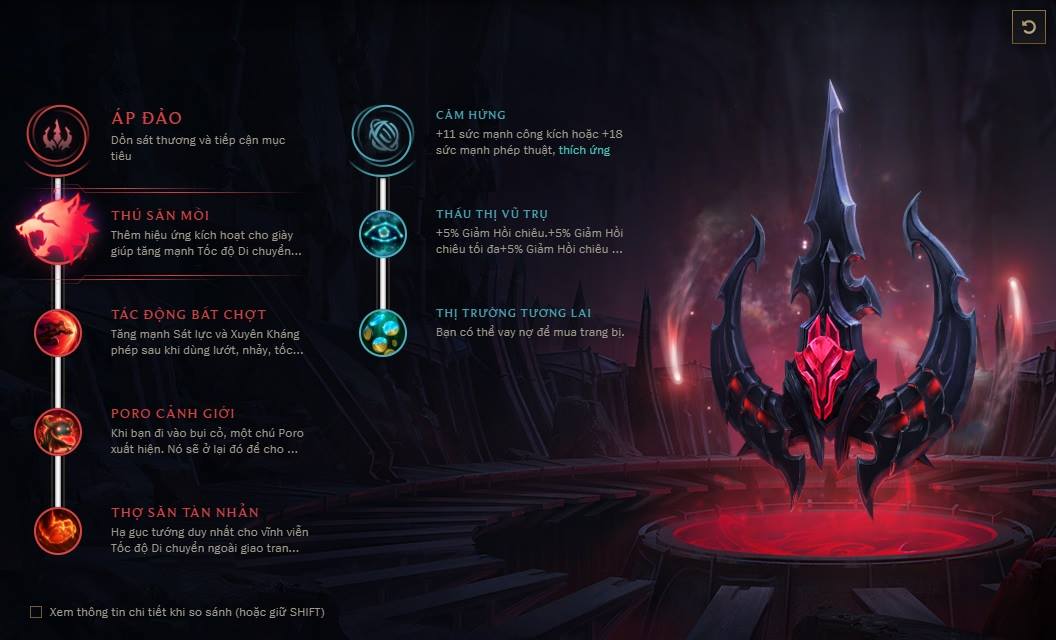 ÁP ĐẢO
Dồn sát thương và tiếp cận mục
tiêu
THÚ SĂN MỒI
Thêm hiệu ứng kích hoạt cho giày
giúp tăng mạnh Tốc độ Di chuyển...
TÁC ĐỘNG BẤT CHỢT
Tăng mạnh Sát lực và Xuyên Kháng
phép sau khi dùng lướt, nhảy, tốc...
PORO CẢNH GIỚI
Khi bạn đi vào bụi cỏ, một chú Poro
xuất hiện. Nó sẽ ở lại đó để cho ...
THỢ SĂN TÀN NHẪN
Hạ gục tướng duy nhất cho vĩnh viễn
Tốc độ Di chuyển ngoài giao tran...
CẢM HỨNG
+11 sức mạnh công kích hoặc +18
sức mạnh phép thuật, thích ứng
THẤU THỊ VŨ TRỤ
+5% Giảm Hồi chiêu.+5% Giảm Hồi
chiêu tối đa+5% Giảm Hồi chiêu ...
THỊ TRƯỜNG TƯƠNG LAI
Bạn có thể vay nợ để mua trang bị.
Xem thông tin chi tiết khi so sánh (hoặc giữ SHIFT)